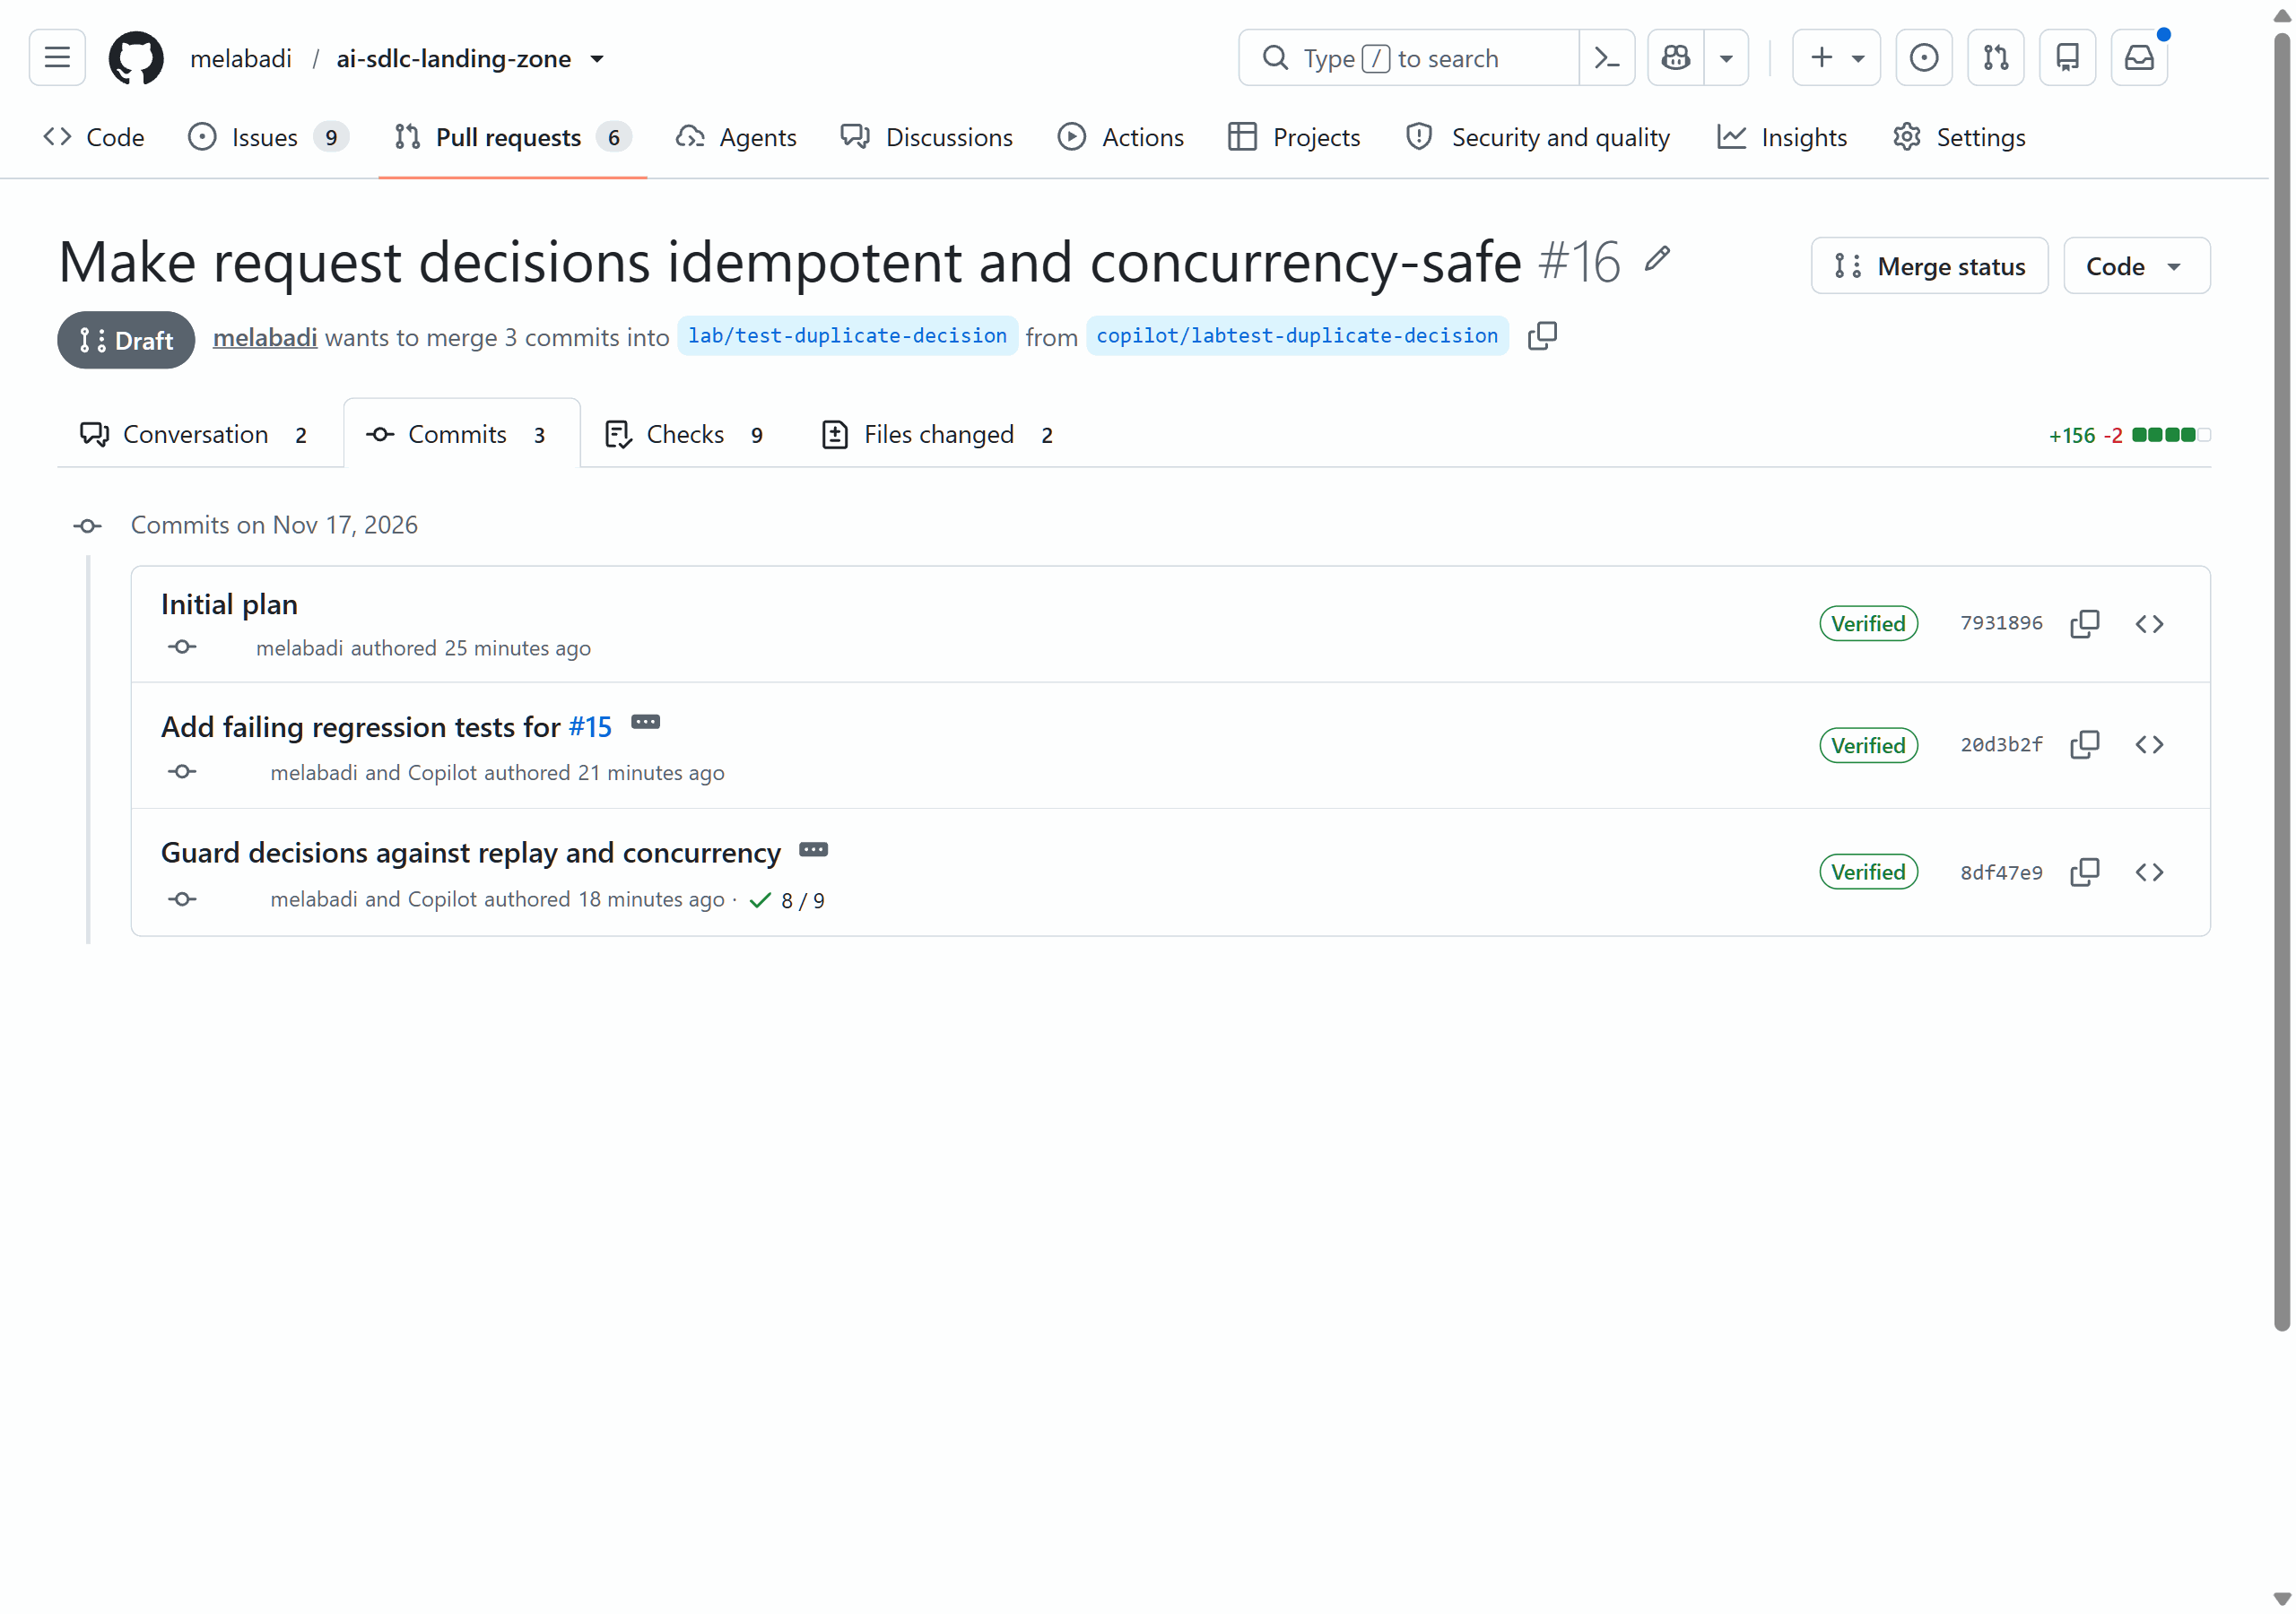 melabadi / ai-sdlc-landing-zone
Type / to search
Code
Issues 9
Pull requests 6
Agents
Discussions
Actions
Projects
Security and quality
Insights
Settings
Make request decisions idempotent and concurrency-safe #16
Merge status
Code
Draft
melabadi wants to merge 3 commits into lab/test-duplicate-decision from copilot/labtest-duplicate-decision
Conversation 2
Commits 3
Checks 9
Files changed 2
+156 -2
Commits on Nov 17, 2026
Initial plan
melabadi authored 25 minutes ago
Verified
7931896
Add failing regression tests for #15
melabadi and Copilot authored 21 minutes ago
Verified
20d3b2f
Guard decisions against replay and concurrency
melabadi and Copilot authored 18 minutes ago · 8 / 9
Verified
8df47e9